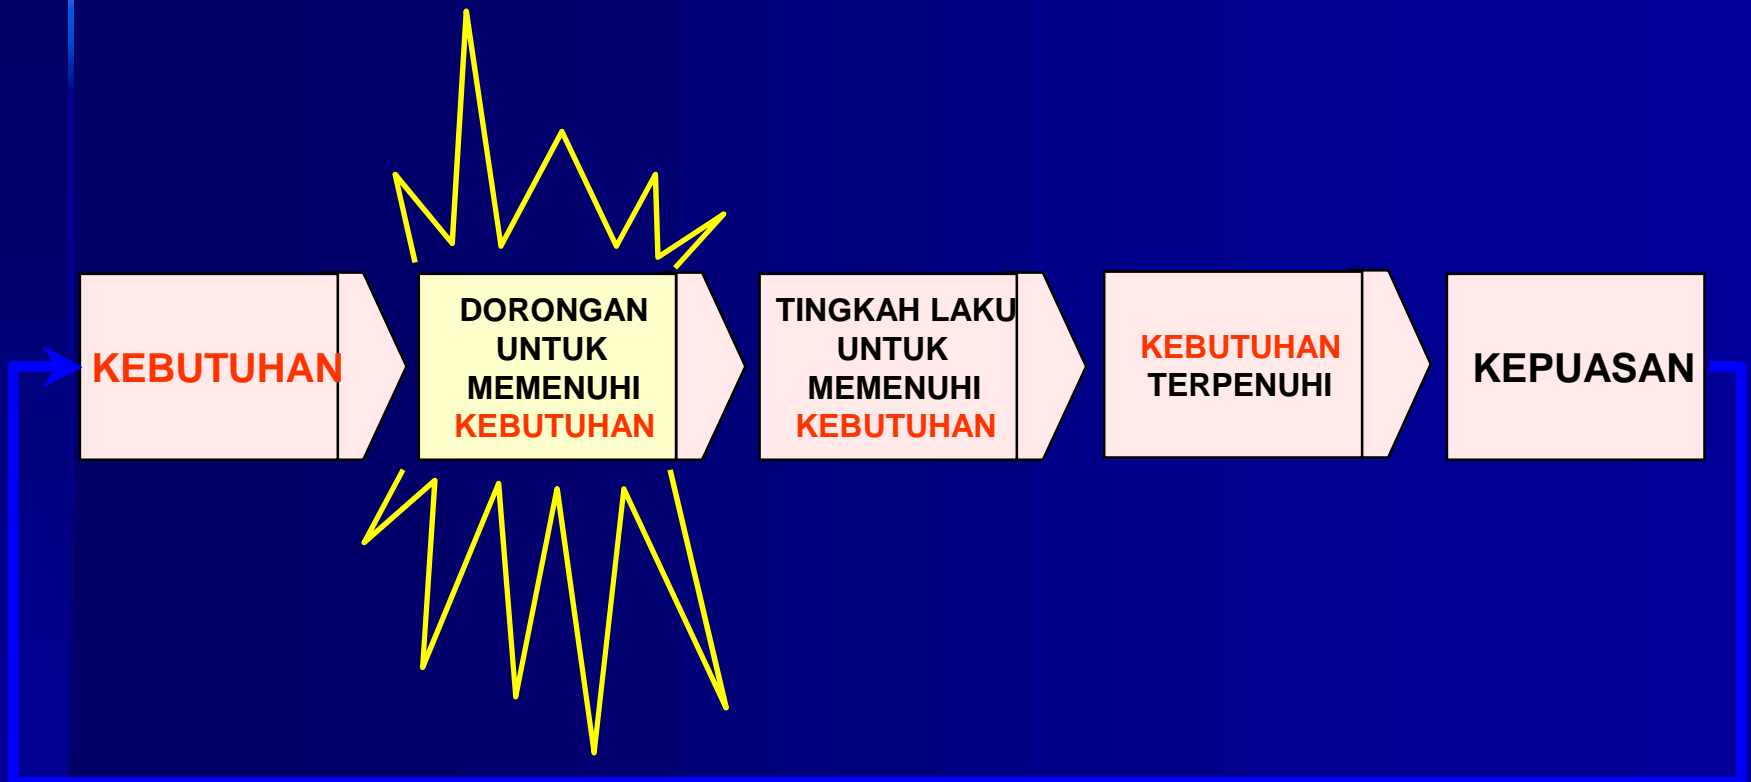 KEBUTUHAN
DORONGAN
UNTUK
MEMENUHI
KEBUTUHAN
TINGKAH LAKU
UNTUK
MEMENUHI
KEBUTUHAN
KEBUTUHAN
TERPENUHI
KEPUASAN